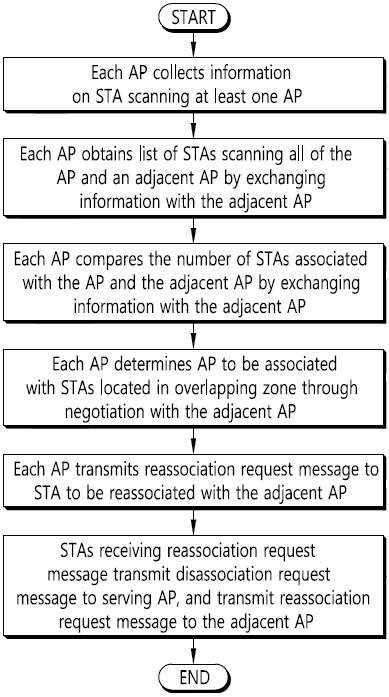 START
Each AP collects information
on STA scanning at least one AP
Each AP obtains list of STAs scanning all of the
AP and an adjacent AP by exchanging
information with the adjacent AP
Each AP compares the number of STAs associated
with the AP and the adjacent AP by exchanging
information with the adjacent AP
Each AP determines AP to be associated
with STAs located in overlapping zone through
negotiation with the adjacent AP
Each AP transmits reassociation request message to
STA to be reassociated with the adjacent AP
STAs receiving reassociation request
message transmit disassociation request
message to serving AP, and transmit reassociation
request message to the adjacent AP
END